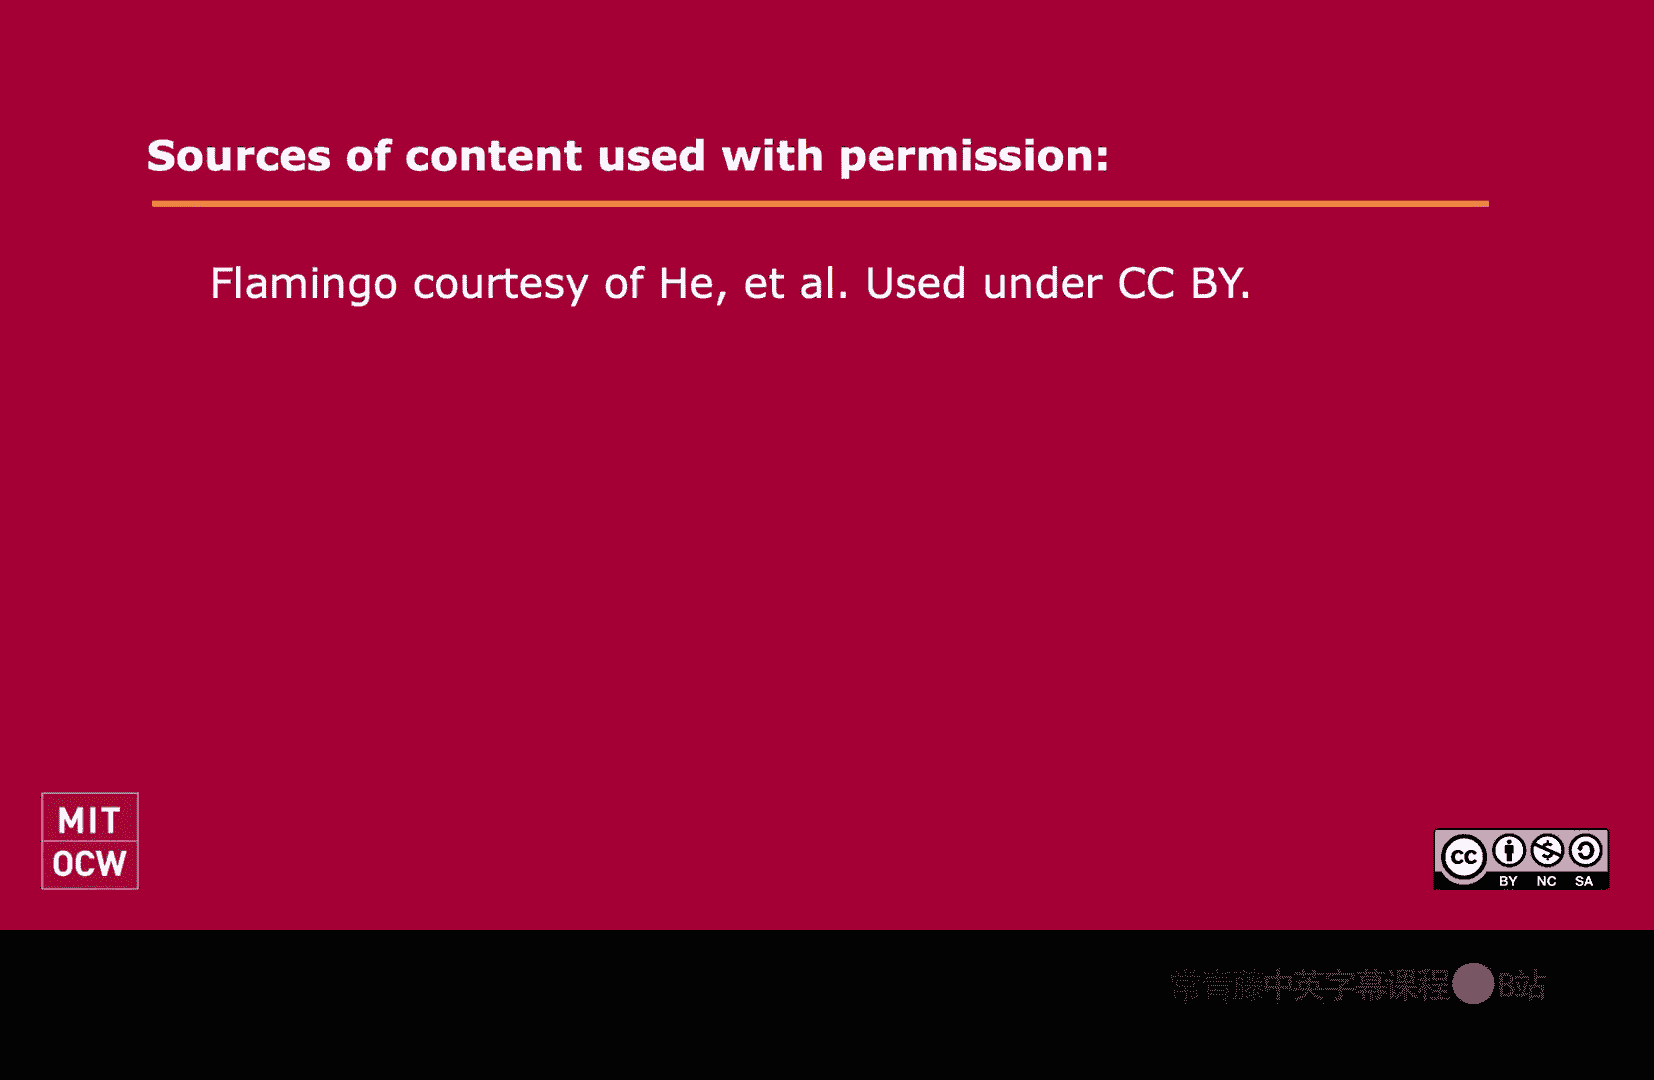 Sources of content used with permission:
Flamingo courtesy of He, et al. Used under CC BY.
MIT
OCW
cc
BY NC SA
常青藤中英字幕课程 B站